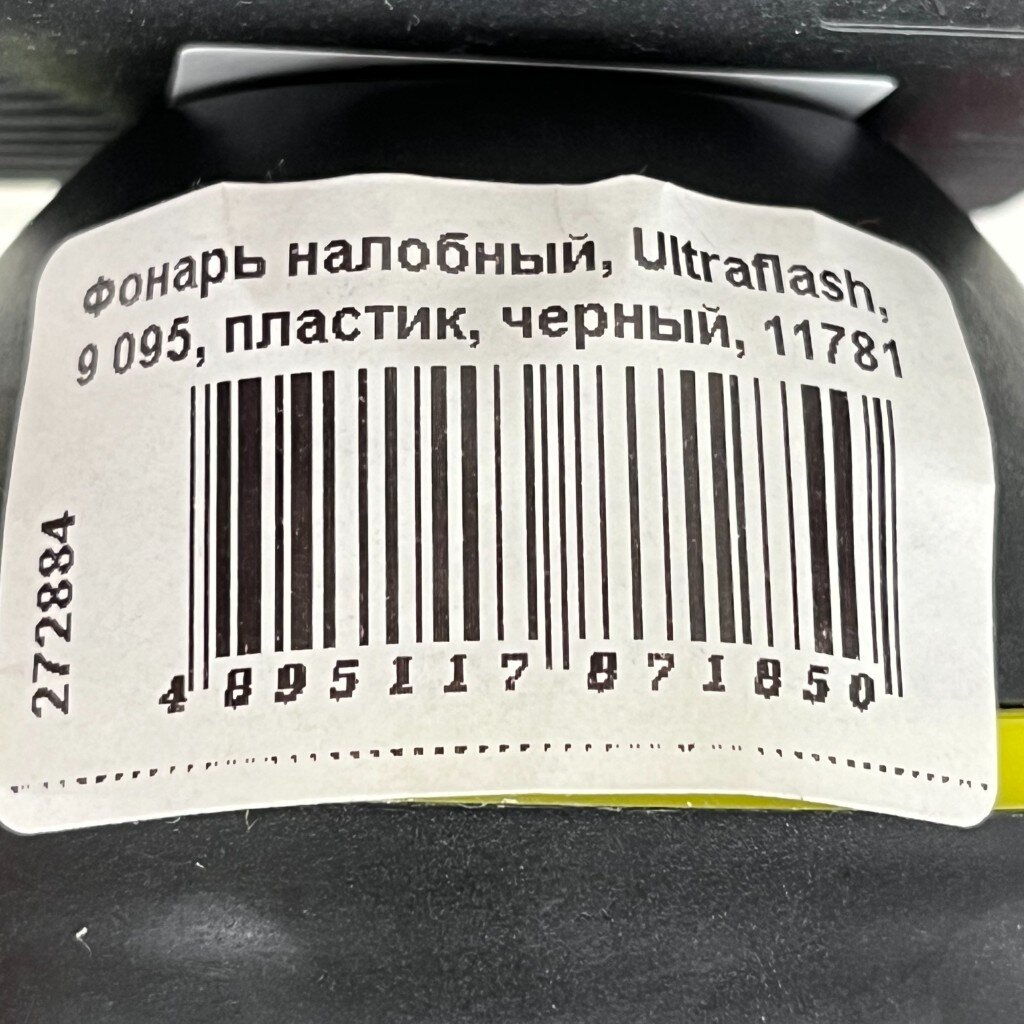 Фонарь налобный, Ultraflash,
9 095, пластик, черный, 11781
272884
4 895117 871850